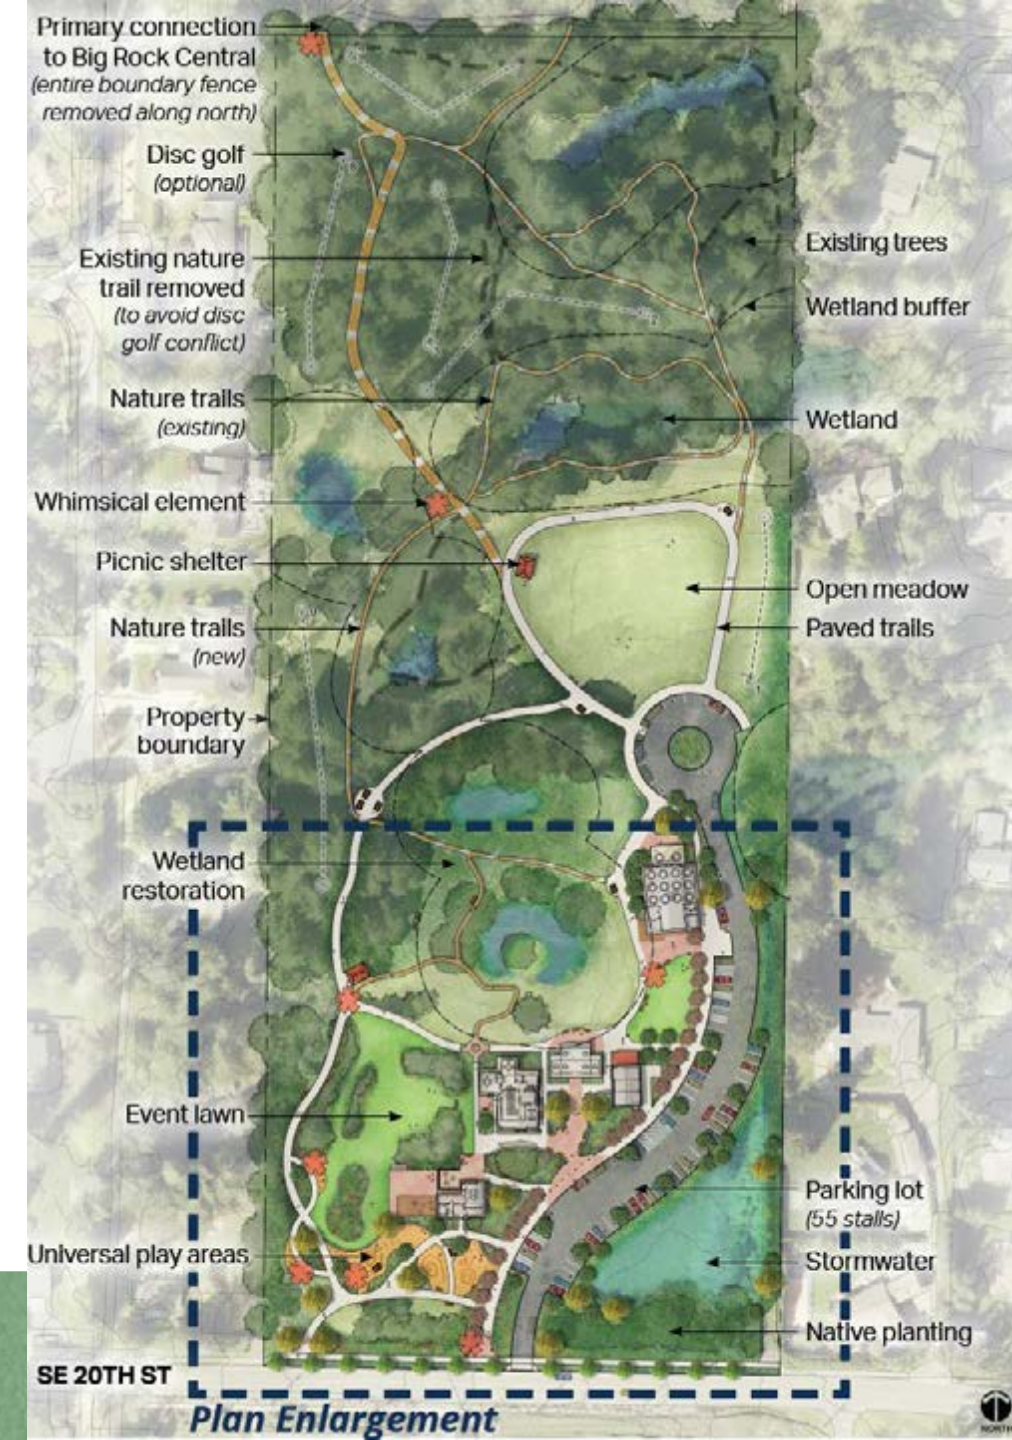 Primary connection
to Big Rock Central
(entire boundary fence
removed along north)
Disc golf
(optional)
Existing nature
trail removed
(to avoid disc
golf conflict)
Nature trails
(existing)
Whimsical element
Picnic shelter
Nature trails
(new)
Property
boundary
Wetland
restoration
Event lawn
Universal play areas
SE 20TH ST
Existing trees
Wetland buffer
Wetland
Open meadow
Paved trails
Parking lot
(55 stalls)
Stormwater
Native planting
Plan Enlargement
NORTH